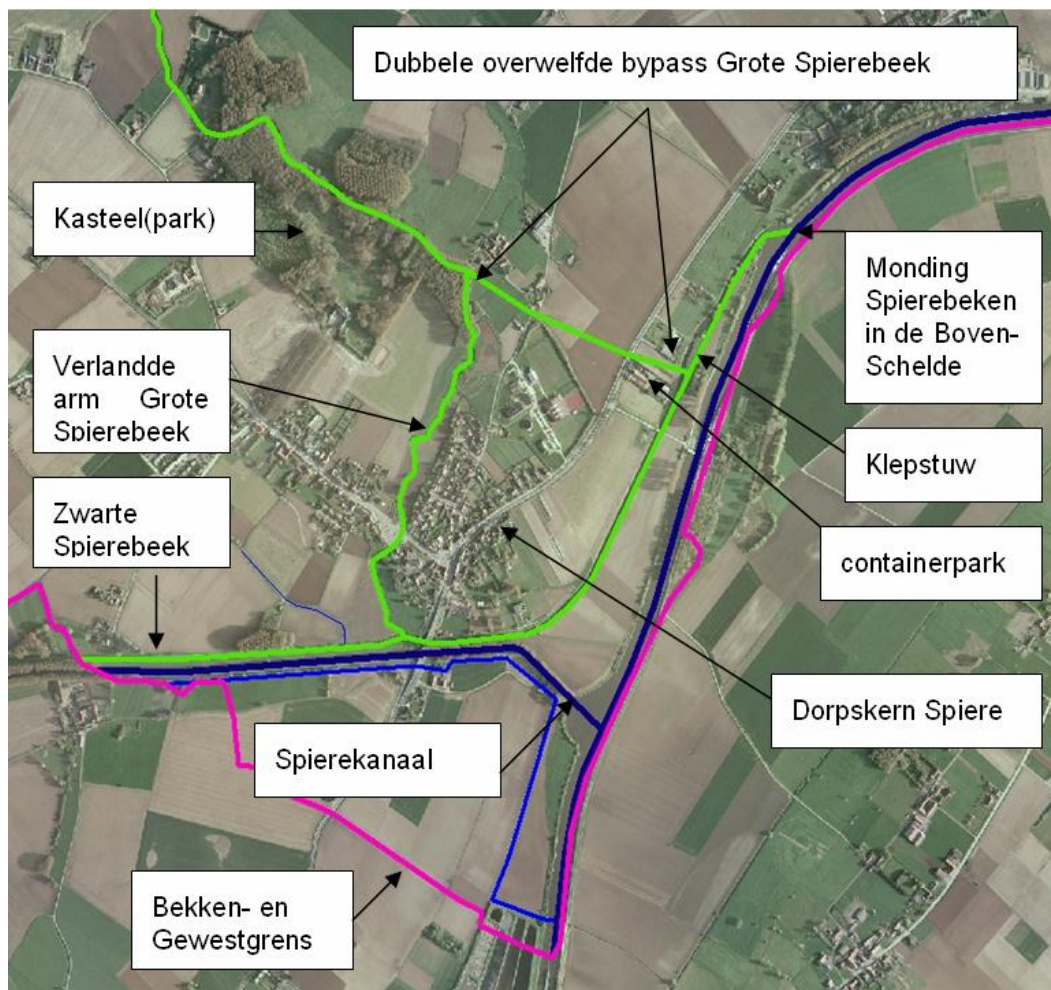 Dubbele overwelfde bypass Grote Spierebeek
Kasteel(park)
Monding
Spierebeken
in de Boven-
Schelde
Verlandde
arm Grote
Spierebeek
Klepstuw
Zwarte
Spierebeek
containerpark
Dorpskern Spiere
Spierekanaal
Bekken- en
Gewestgrens